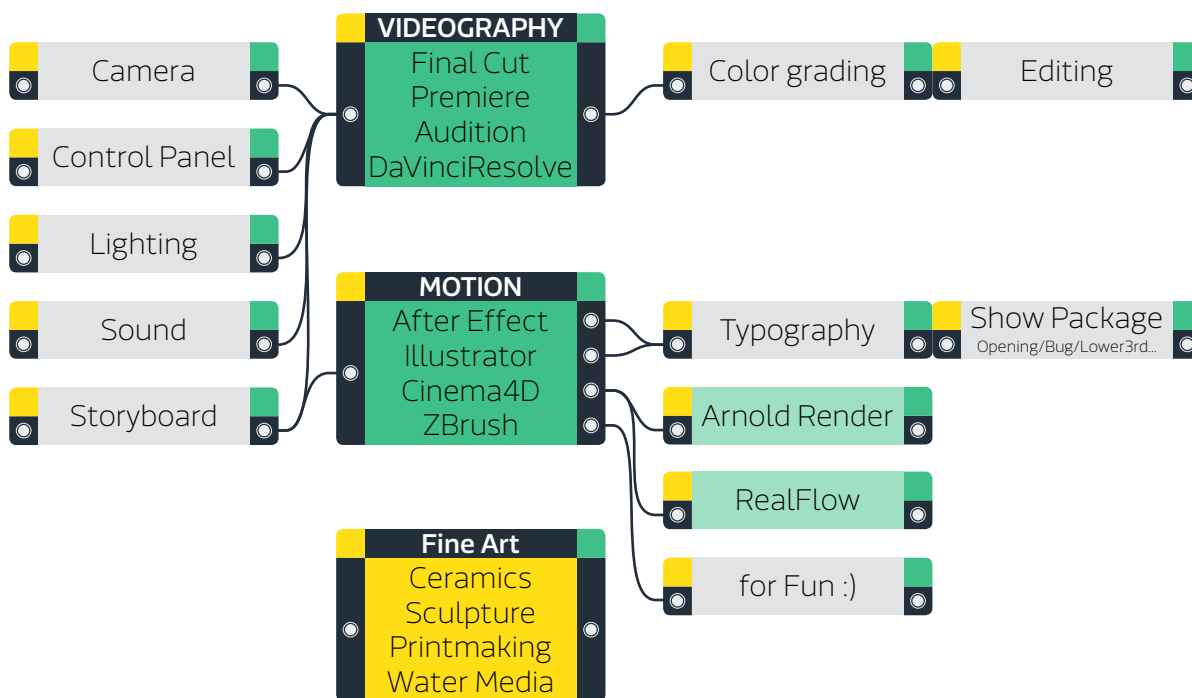 Camera
Control Panel
Lighting
Sound
Storyboard
VIDEOGRAPHY
Final Cut
Premiere
Audition
DaVinciResolve
Color grading
Editing
MOTION
After Effect
Illustrator
Cinema4D
ZBrush
Typography
Show Package
Opening/Bug/Lower3rd...
Arnold Render
RealFlow
for Fun :)
Fine Art
Ceramics
Sculpture
Printmaking
Water Media